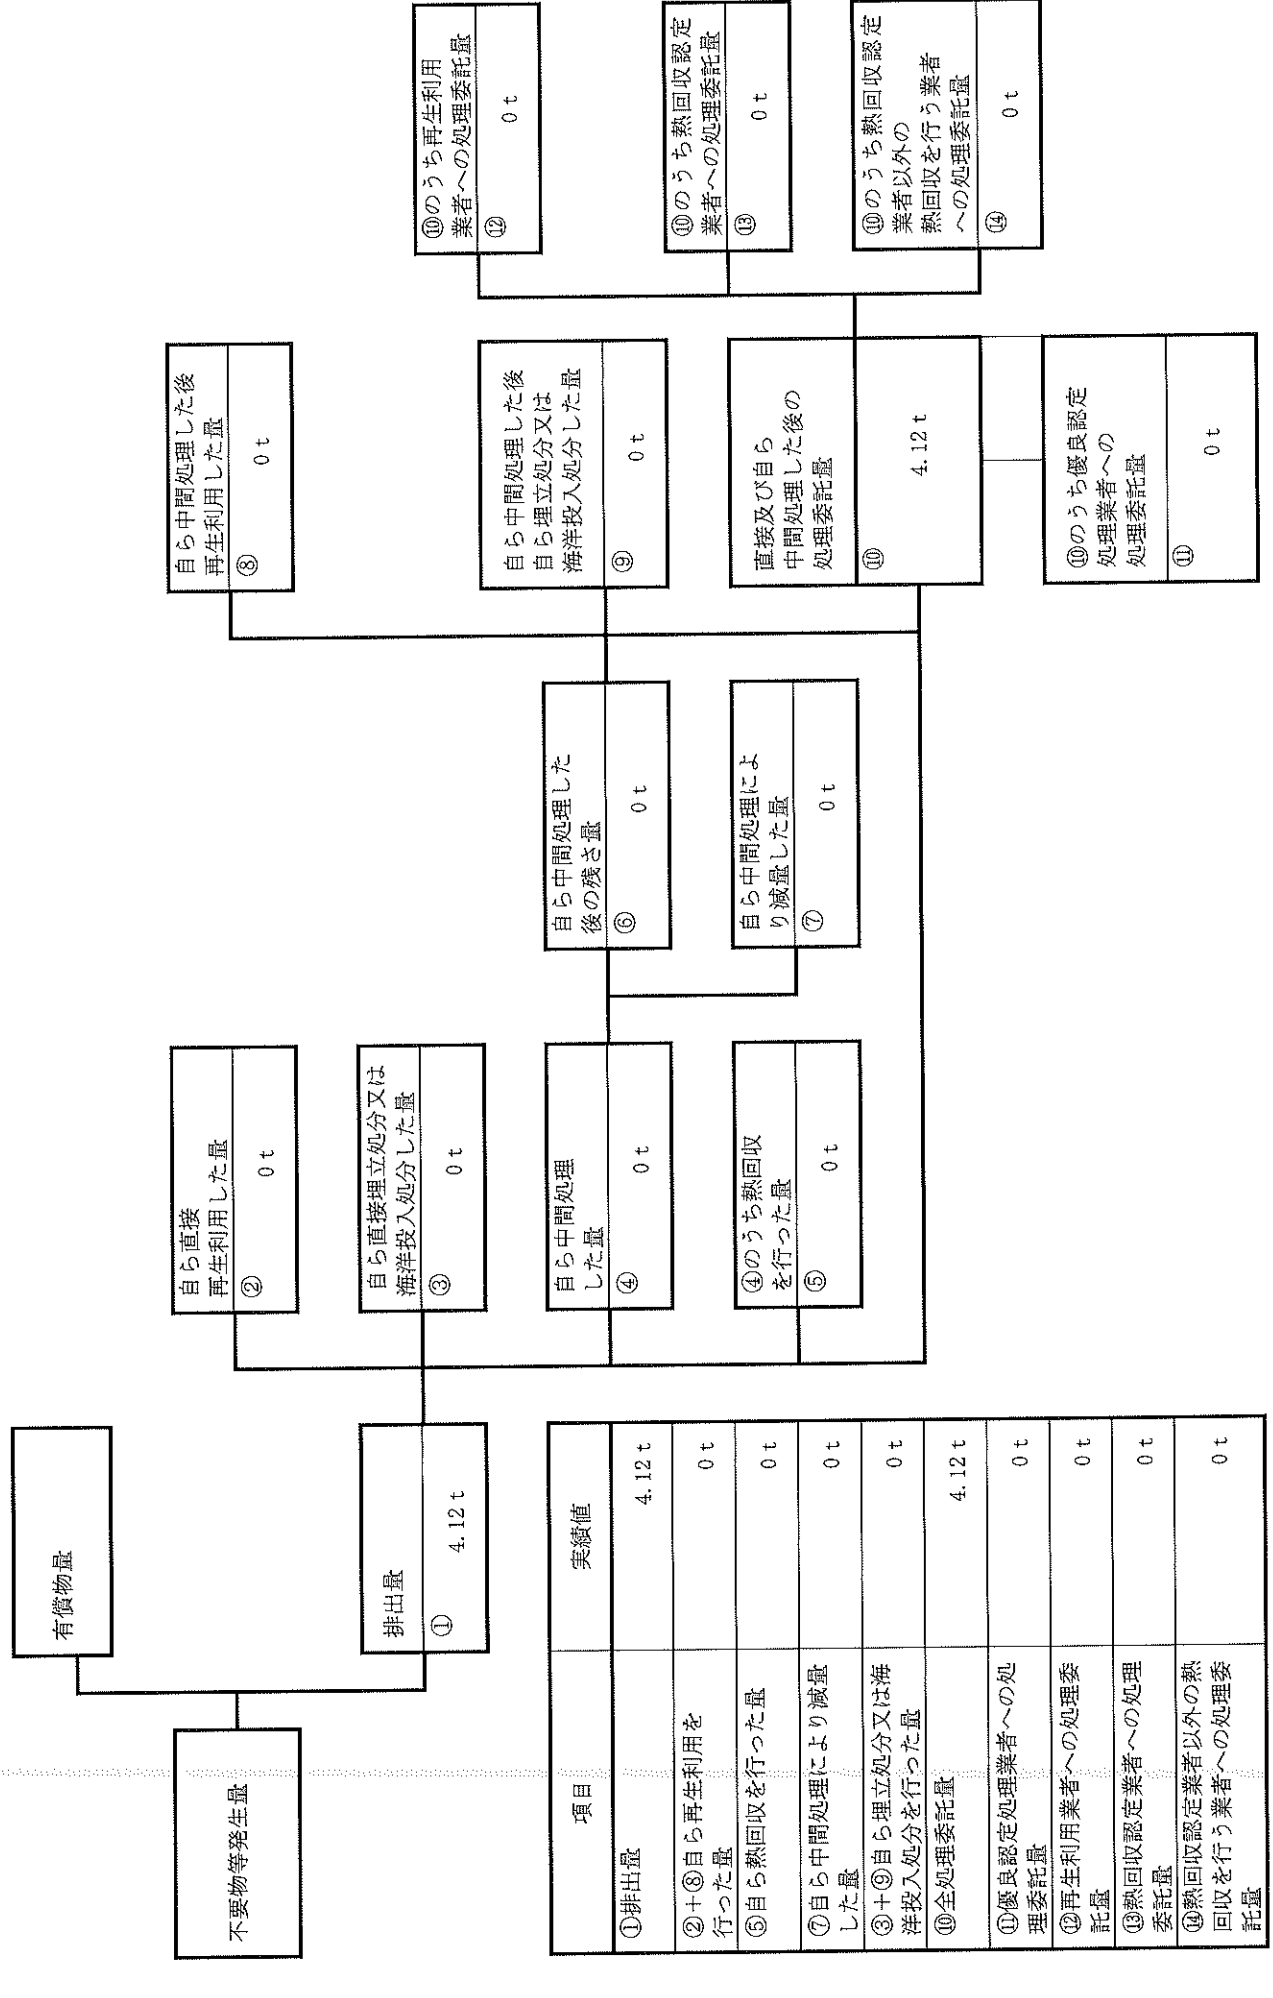 不要物等発生量
有償物量
排出量
① 4.12 t
自ら直接
再生利用した量
② 0 t
自ら直接埋立処分又は
海洋投入処分した量
③ 0 t
自ら中間処理
した量
④ 0 t
④のうち熱回収
を行った量
⑤ 0 t
自ら中間処理した
後の残さ量
⑥ 0 t
自ら中間処理によ
り減量した量
⑦ 0 t
自ら中間処理した後
再生利用した量
⑧ 0 t
自ら中間処理した後
自ら埋立処分又は
海洋投入処分した量
⑨ 0 t
直接及び自ら
中間処理した後の
処理委託量
⑩ 4.12 t
⑩のうち優良認定
処理業者への
処理委託量
⑪ 0 t
⑩のうち再生利用
業者への処理委託量
⑫ 0 t
⑩のうち熱回収認定
業者への処理委託量
⑬ 0 t
⑩のうち熱回収認定
業者以外の
熱回収を行う業者
への処理委託量
⑭ 0 t
項目 実績値
①排出量 4.12 t
②＋⑧自ら再生利用を
行った量 0 t
⑤自ら熱回収を行った量 0 t
⑦自ら中間処理により減量
した量 0 t
③＋⑨自ら埋立処分又は海
洋投入処分を行った量 0 t
⑩全処理委託量 4.12 t
⑪優良認定処理業者への処
理委託量 0 t
⑫再生利用業者への処理委
託量 0 t
⑬熱回収認定業者への処理
委託量 0 t
⑭熱回収認定業者以外の熱
回収を行う業者への処理委
託量 0 t